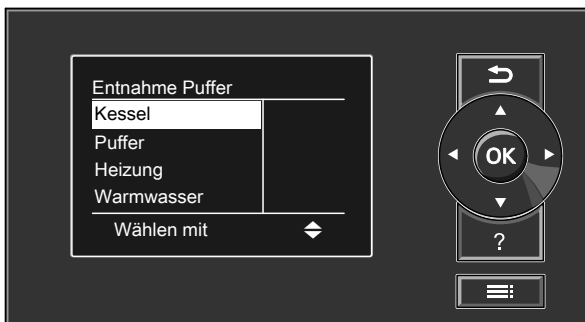 Entnahme Puffer
Kessel
Puffer
Heizung
Warmwasser
Wählen mit
OK
?